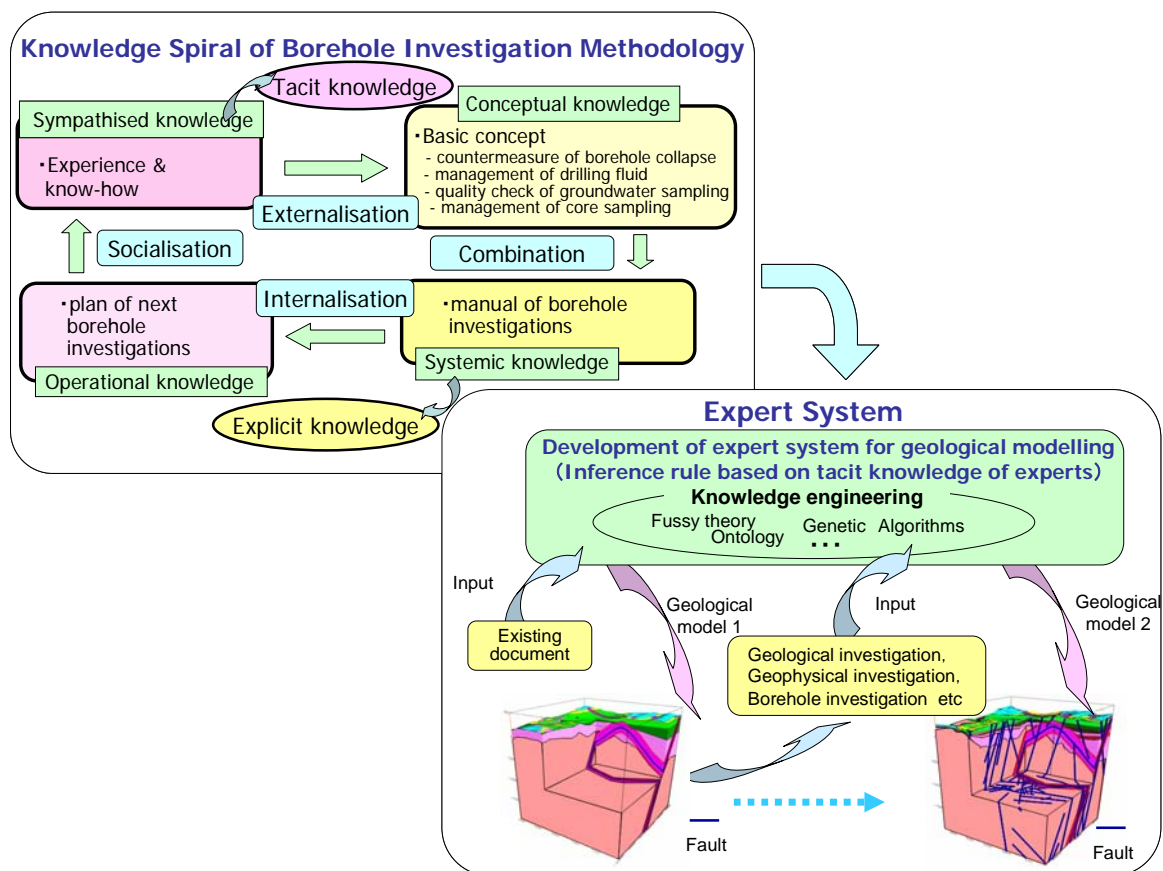 Knowledge Spiral of Borehole Investigation Methodology
Tacit knowledge
Sympathised knowledge
・Experience &
know-how
Conceptual knowledge
・Basic concept
- countermeasure of borehole collapse
- management of drilling fluid
- quality check of groundwater sampling
- management of core sampling
Externalisation
Socialisation
Combination
Internalisation
・plan of next
borehole
investigations
Operational knowledge
・manual of borehole
investigations
Systemic knowledge
Explicit knowledge
Expert System
Development of expert system for geological modelling
(Inference rule based on tacit knowledge of experts)
Knowledge engineering
Fussy theory
Ontology
Genetic Algorithms
...
Input
Existing
document
Geological
model 1
Input
Geological investigation,
Geophysical investigation,
Borehole investigation etc
Geological
model 2
Fault
Fault